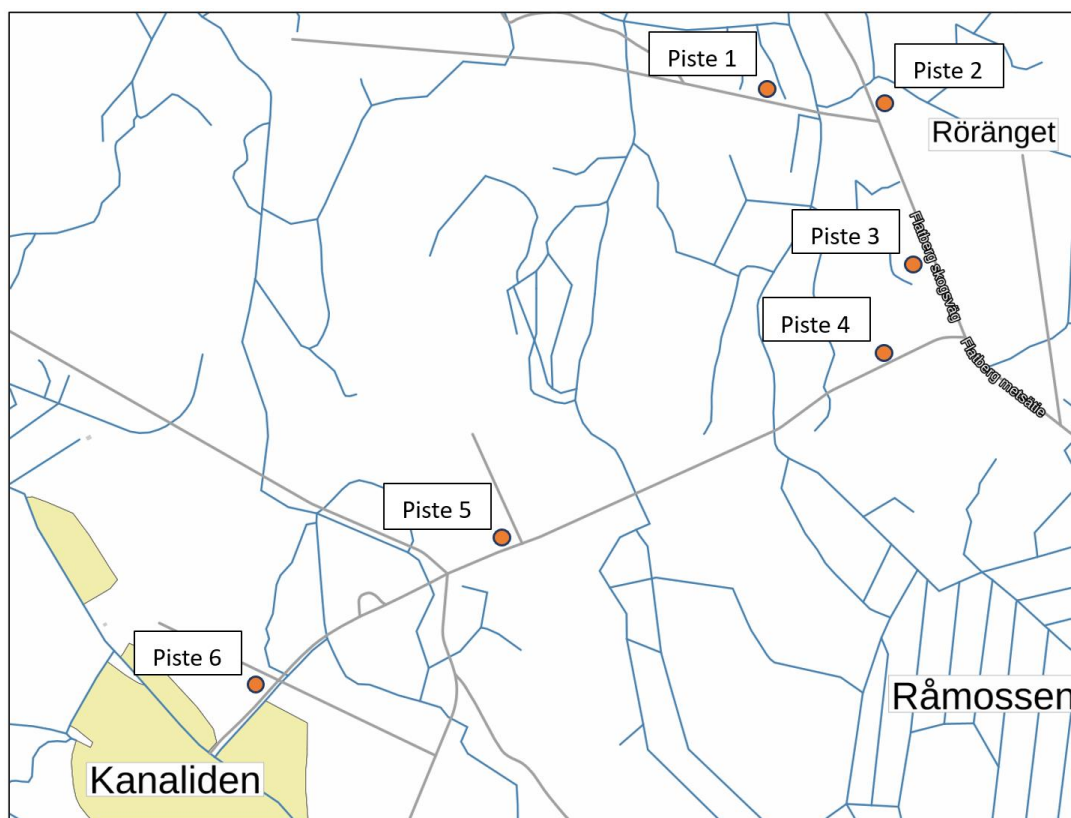 Piste 1
Piste 2
Röränget
Piste 3
Flatberg skogsväg
Piste 4
Flatberg metsätie
Piste 5
Piste 6
Råmossen
Kanaliden